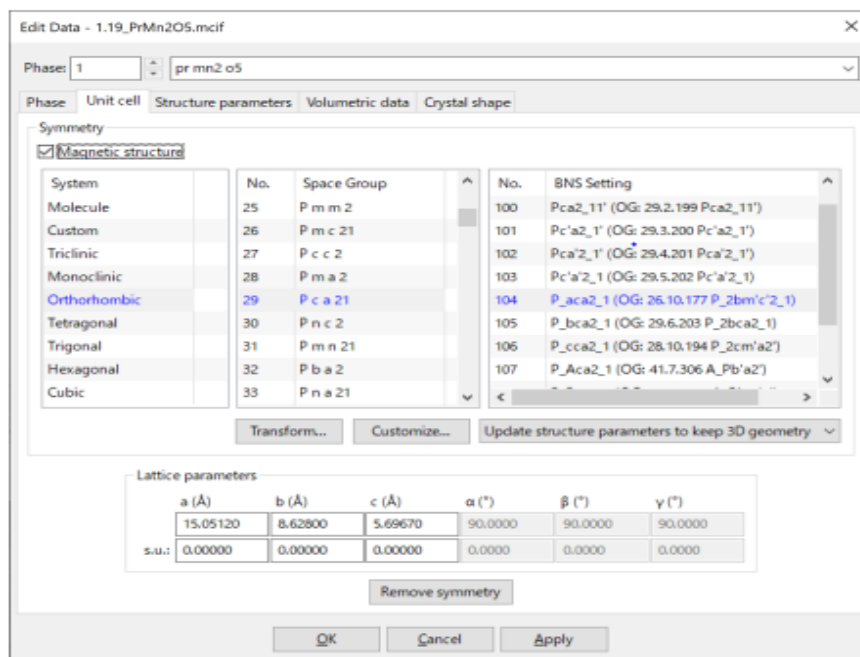 Edit Data - 1.19_PrMn2O5.mcif
Phase: 1 pr mn2 o5
Phase Unit cell Structure parameters Volumetric data Crystal shape
Symmetry
Magnetic structure
System No. Space Group No. BNS Setting
Molecule 25 P m m 2 100 Pca2_11' (OG: 29.2.199 Pca2_11')
Custom 26 P m c 21 101 Pc'a2_1' (OG: 29.3.200 Pc'a2_1')
Triclinic 27 P c c 2 102 Pca'2_1' (OG: 29.4.201 Pca'2_1')
Monoclinic 28 P m a 2 103 Pc'a'2_1 (OG: 29.5.202 Pc'a'2_1)
Orthorhombic 29 P c a 21 104 P_aca2_1 (OG: 26.10.177 P_2bm'c'2_1)
Tetragonal 30 P n c 2 105 P_bca2_1 (OG: 29.6.203 P_2bca2_1)
Trigonal 31 P m n 21 106 P_cca2_1 (OG: 28.10.194 P_2cm'a2')
Hexagonal 32 P b a 2 107 P_Aca2_1 (OG: 41.7.306 A_Pb'a2')
Cubic 33 P n a 21
Transform... Customize... Update structure parameters to keep 3D geometry
Lattice parameters
a (Å) b (Å) c (Å) α (°) β (°) γ (°)
15.05120 8.62800 5.69670 90.0000 90.0000 90.0000
s.u.: 0.00000 0.00000 0.00000 0.0000 0.0000 0.0000
Remove symmetry
OK Cancel Apply